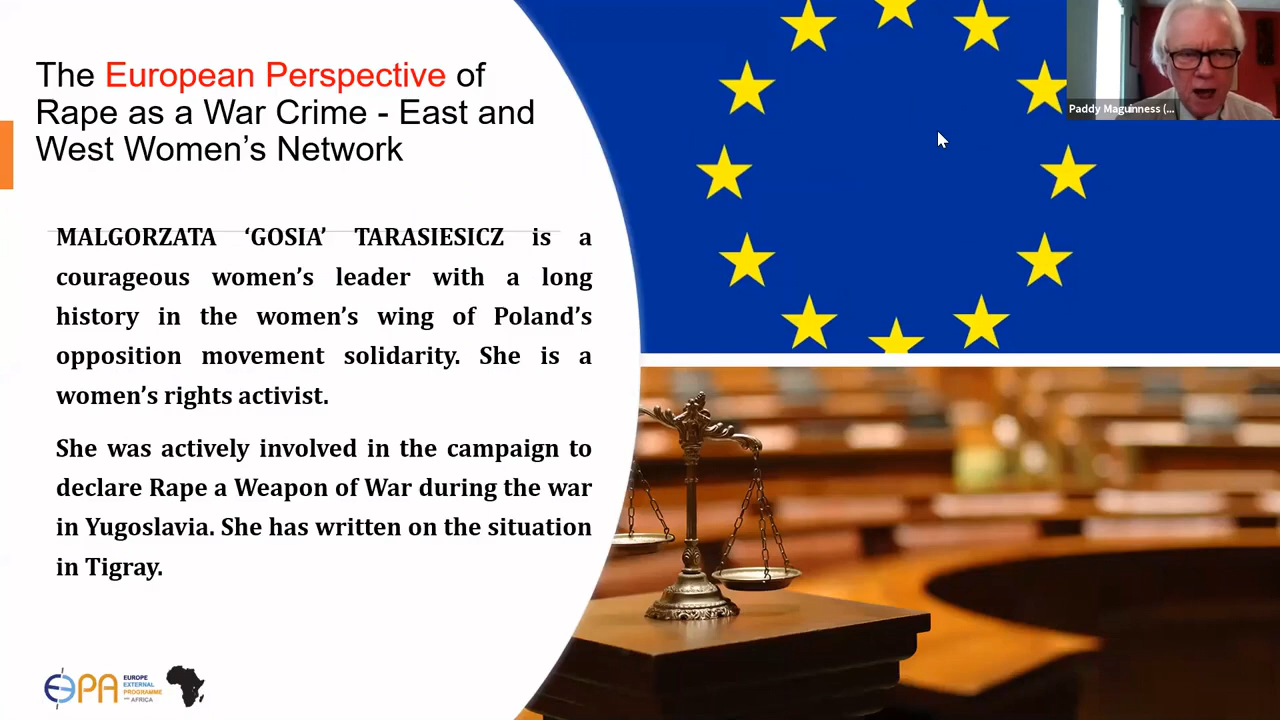 The European Perspective of
Rape as a War Crime - East and
West Women's Network
MALGORZATA ‘GOSIA’ TARASIESICZ is a
courageous women’s leader with a long
history in the women’s wing of Poland’s
opposition movement solidarity. She is a
women’s rights activist.
She was actively involved in the campaign to
declare Rape a Weapon of War during the war
in Yugoslavia. She has written on the situation
in Tigray.
Paddy Maguinness (...
EEPA
EUROPE
EXTERNAL
PROGRAMME
WITH AFRICA